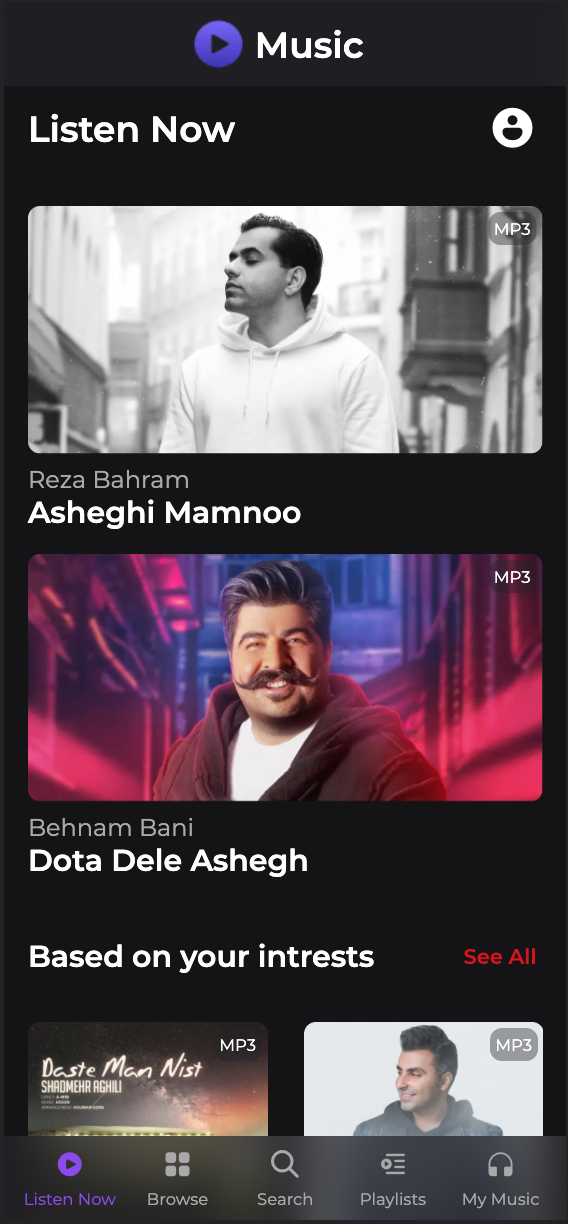 Music
Listen Now
MP3
Reza Bahram
Asheghi Mamnoo
MP3
Behnam Bani
Dota Dele Ashegh
Based on your intrests
See All
MP3
Daste Man Nist
SHADMEHR AGHILI
MP3
Listen Now
Browse
Search
Playlists
My Music